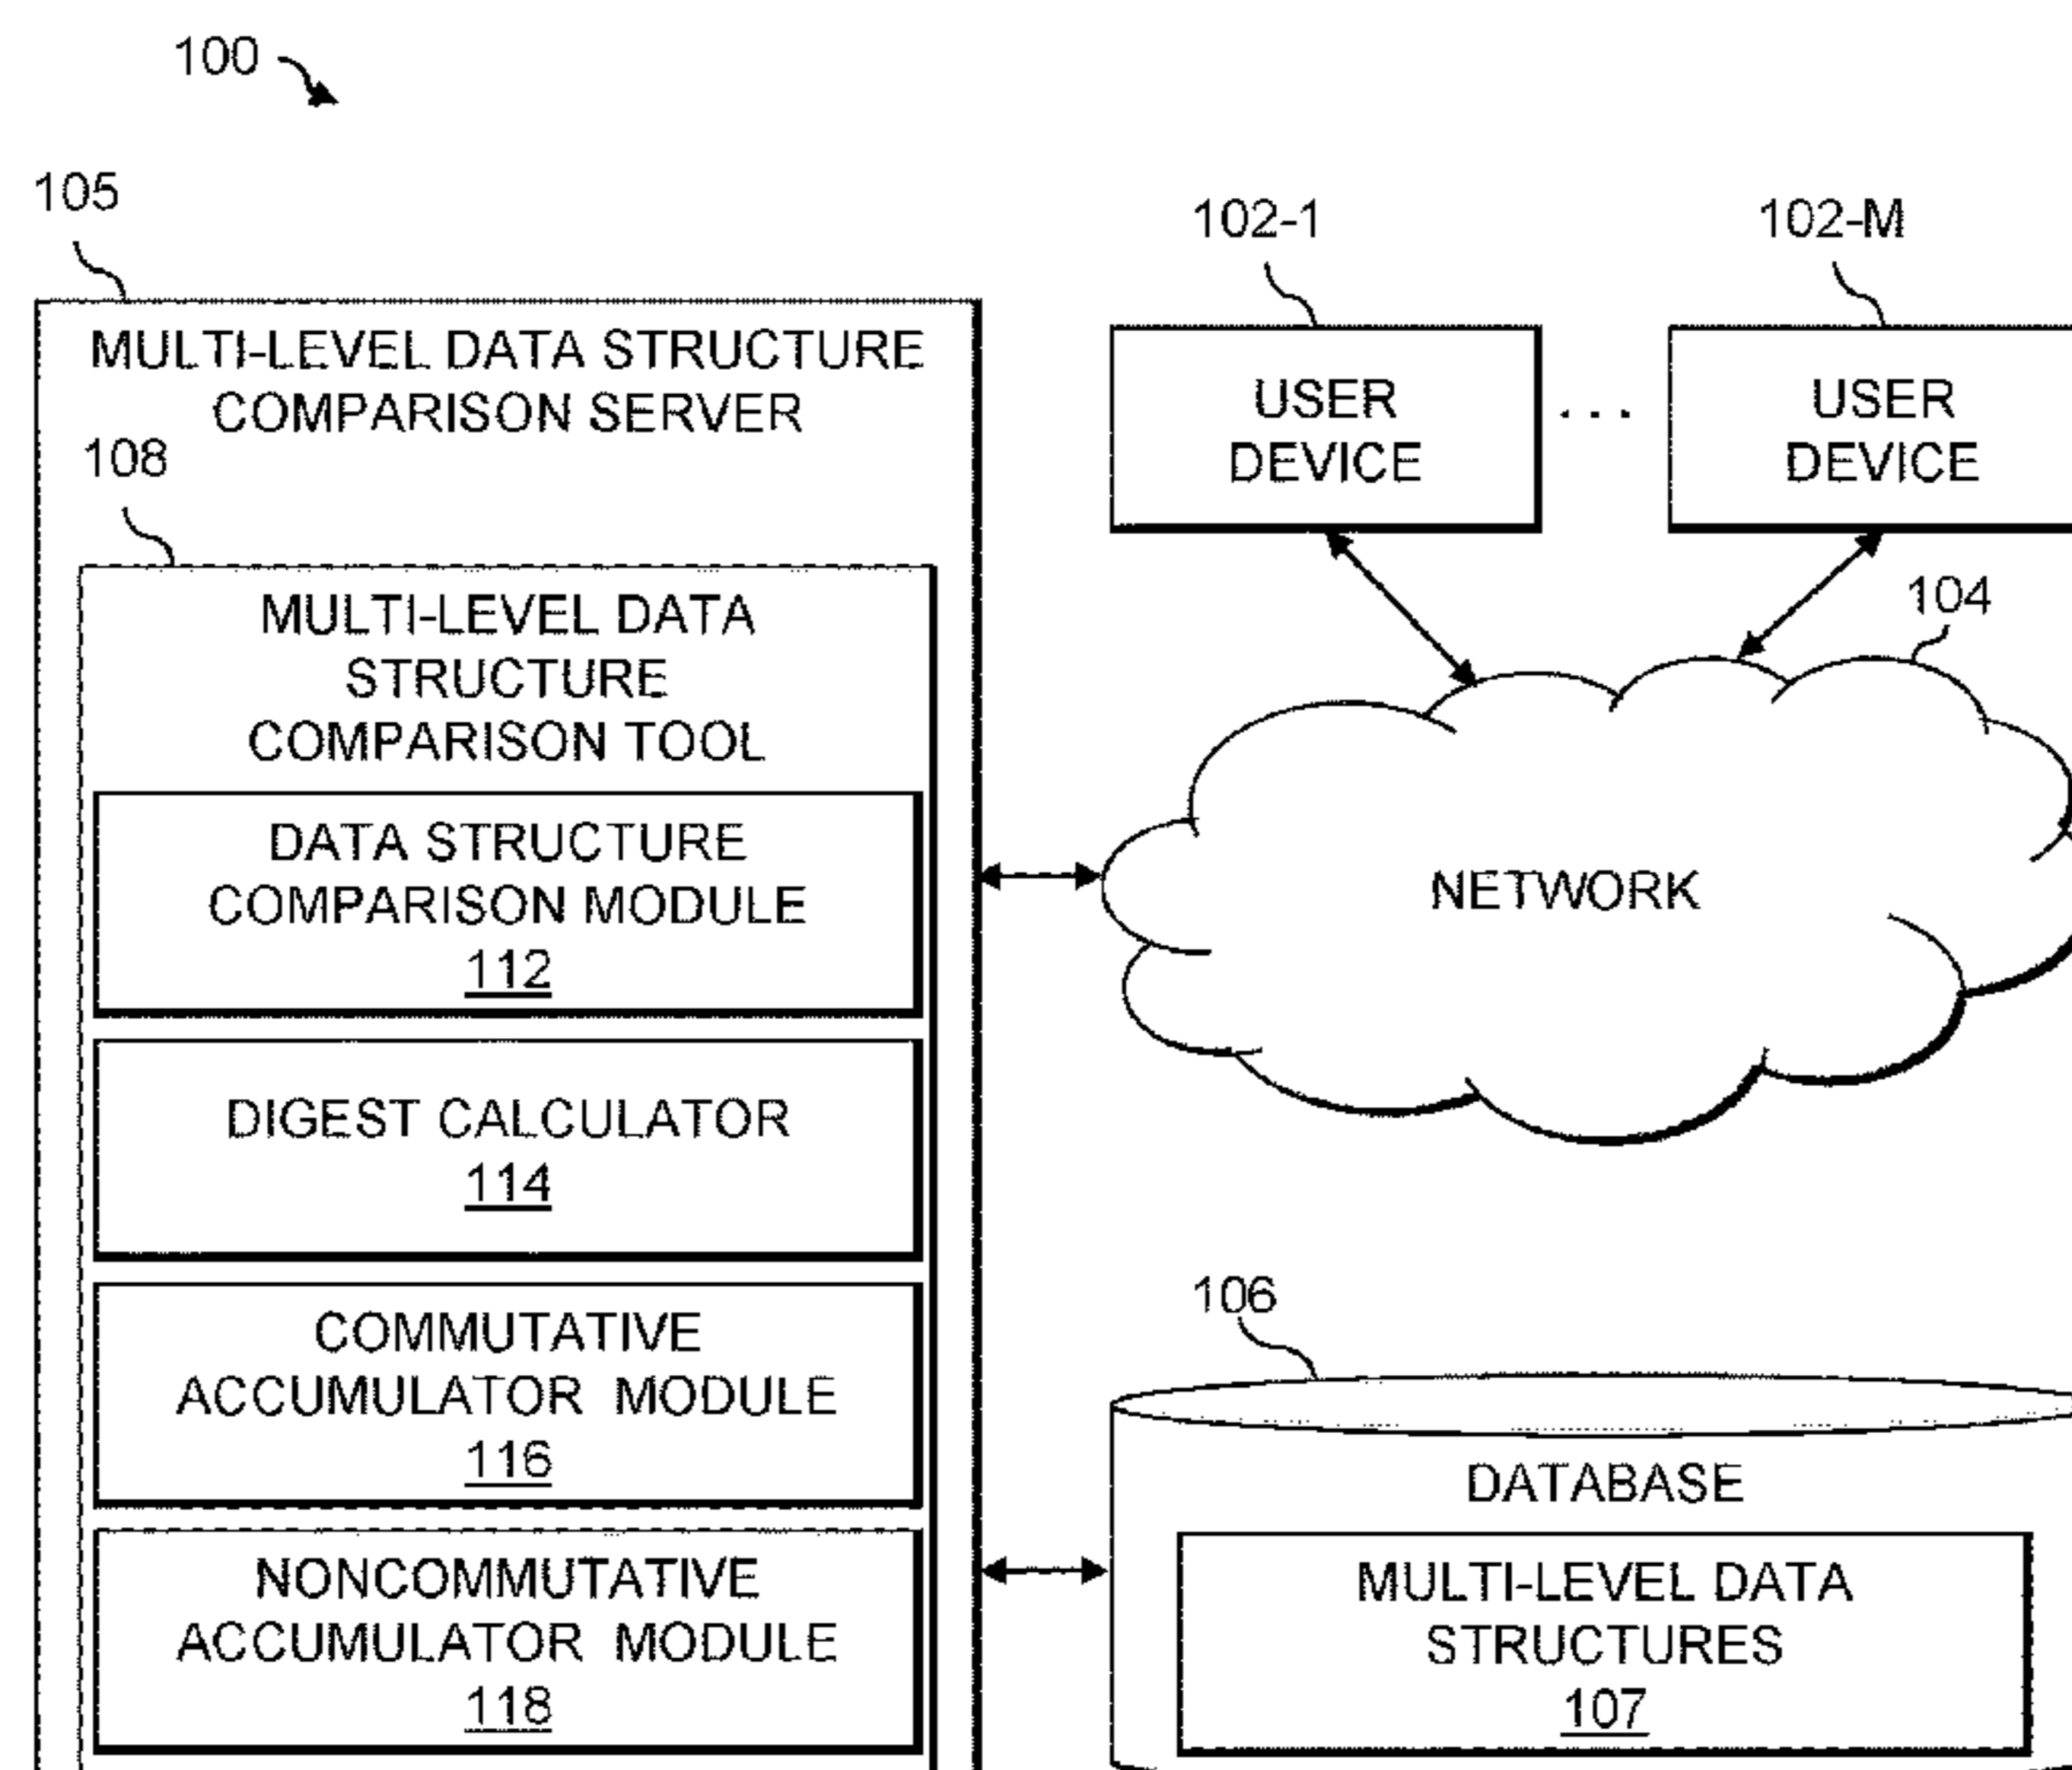 100
105
MULTI-LEVEL DATA STRUCTURE
COMPARISON SERVER
108
MULTI-LEVEL DATA
STRUCTURE
COMPARISON TOOL
DATA STRUCTURE
COMPARISON MODULE
112
DIGEST CALCULATOR
114
COMMUTATIVE
ACCUMULATOR MODULE
116
NONCOMMUTATIVE
ACCUMULATOR MODULE
118
102-1
USER
DEVICE
...
102-M
USER
DEVICE
104
NETWORK
106
DATABASE
MULTI-LEVEL DATA
STRUCTURES
107